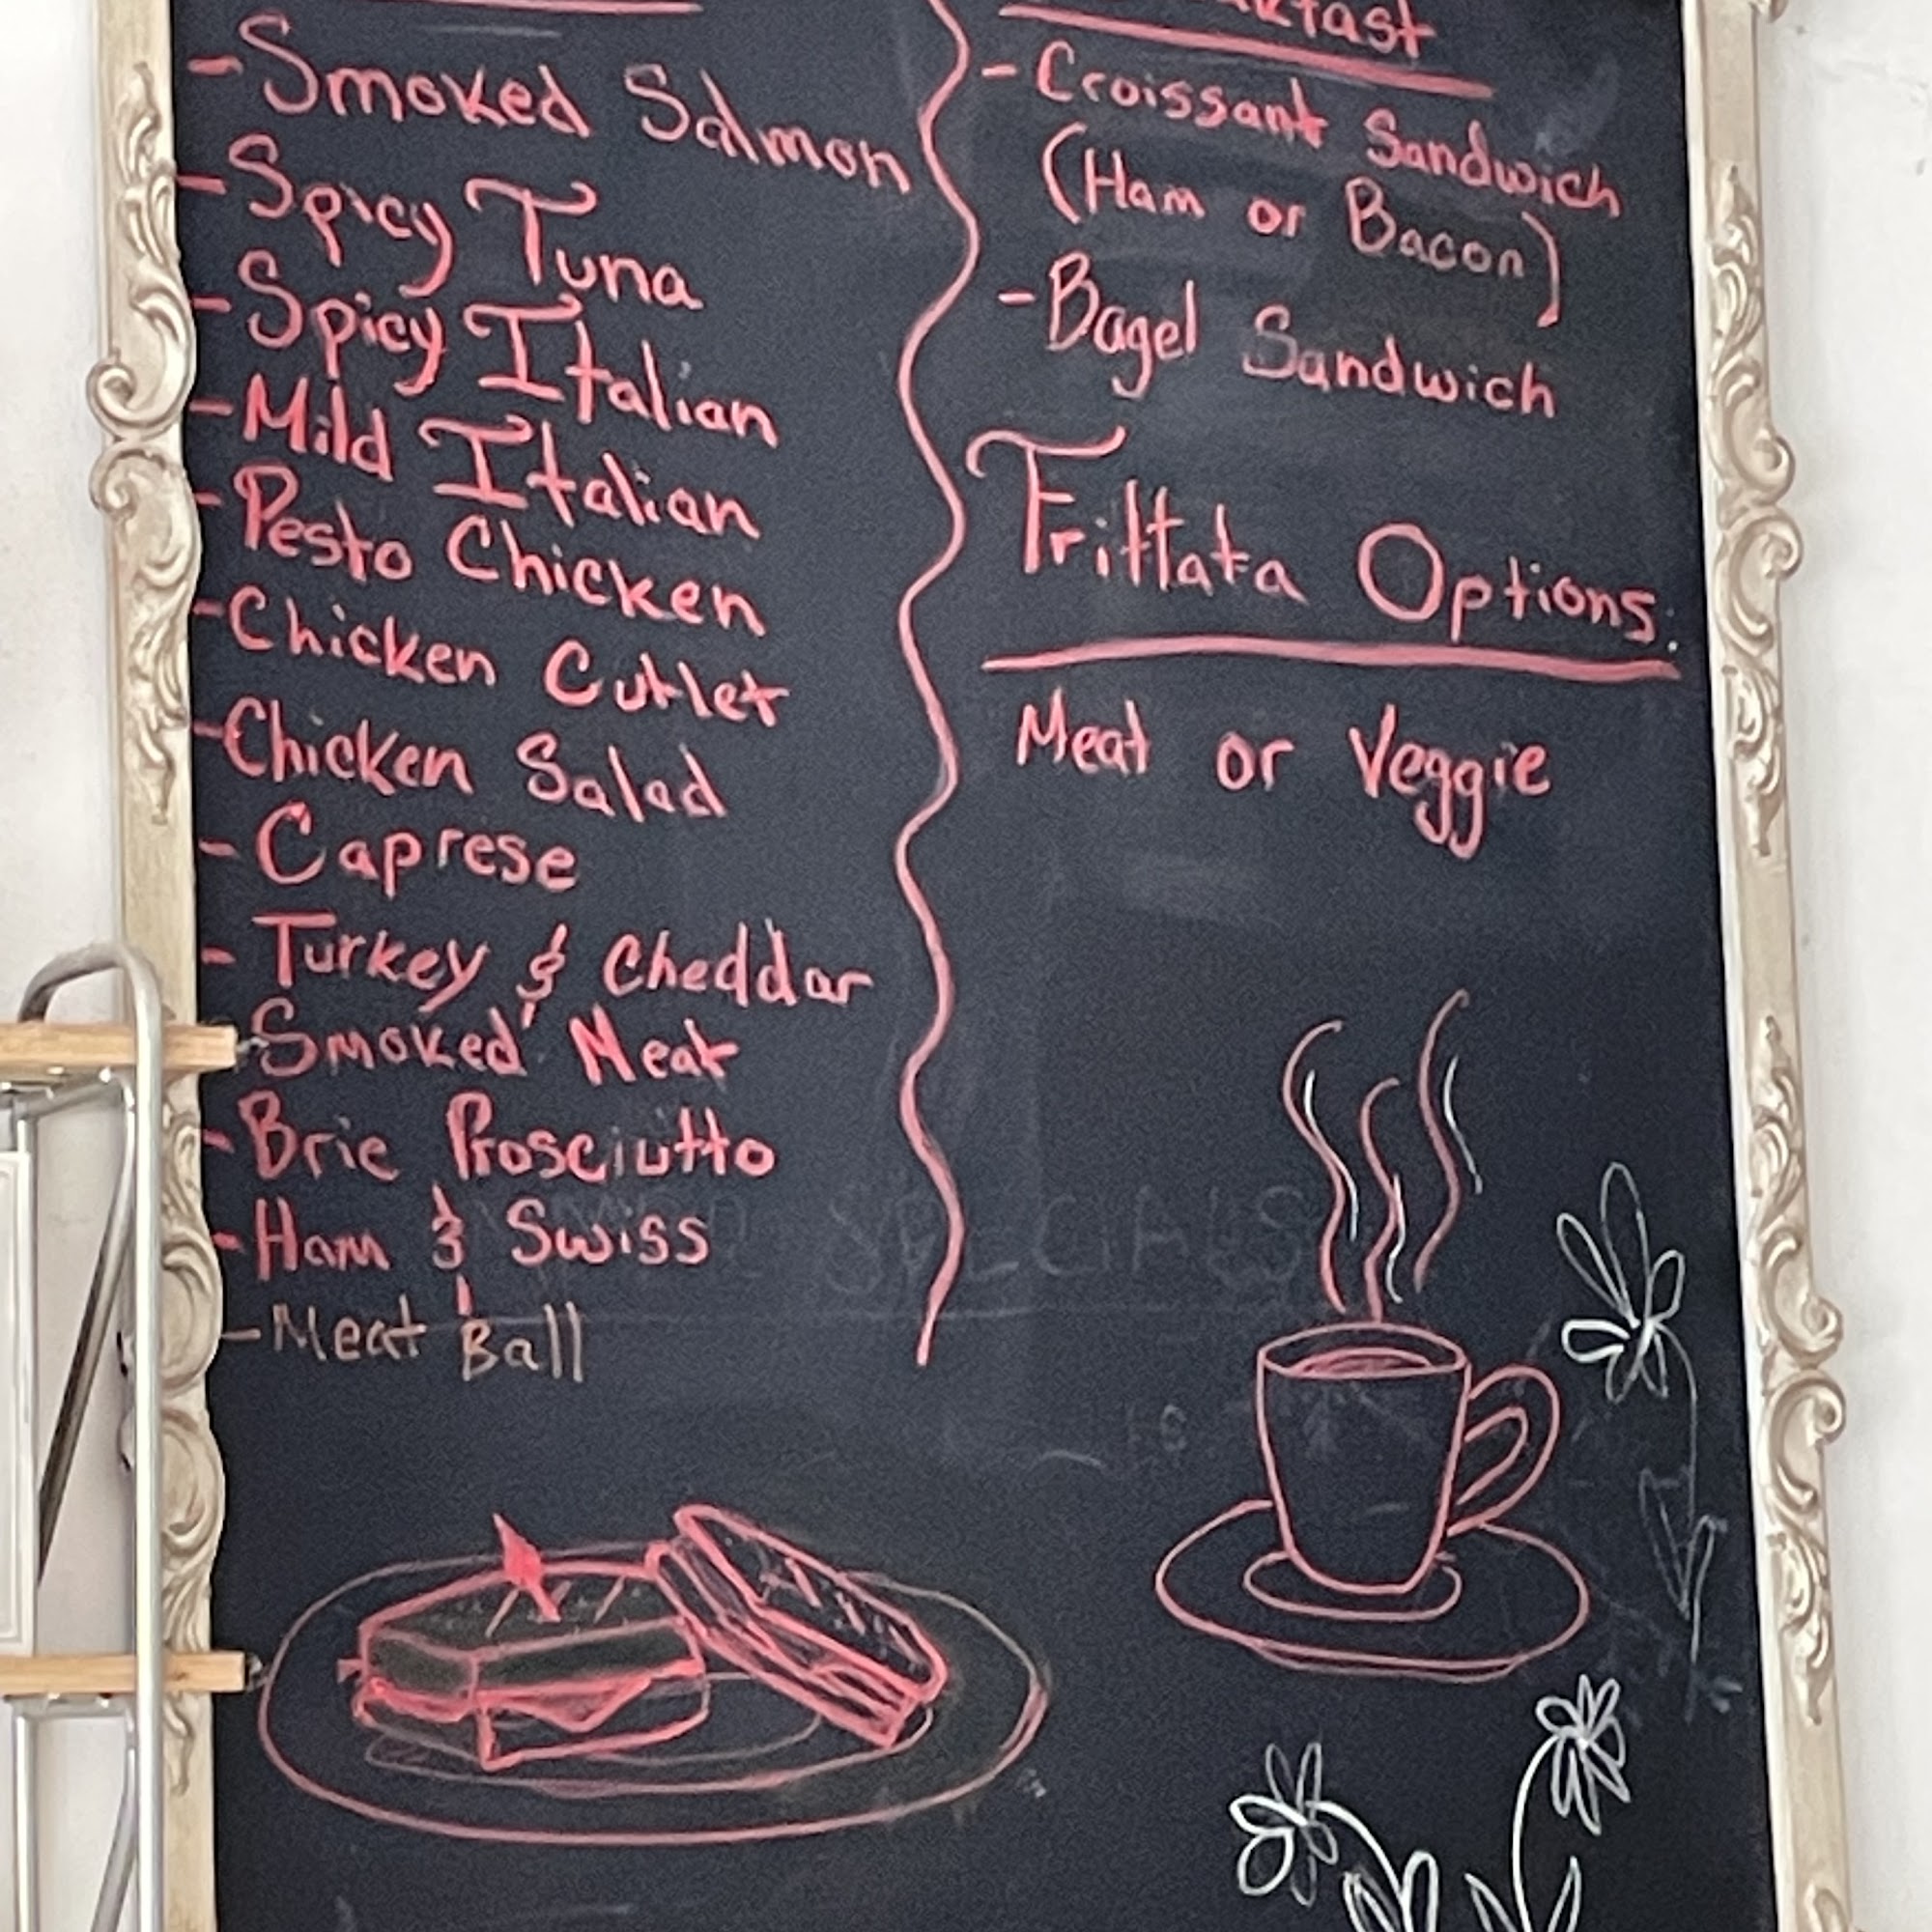 - Smoked Salmon
- Spicy Tuna
- Spicy Italian
- Mild Italian
- Pesto Chicken
- Chicken Cutlet
- Chicken Salad
- Caprese
- Turkey & Cheddar
- Smoked Meat
- Brie Prosciutto
- Ham & Swiss
- Meat Ball
- Croissant Sandwich
(Ham or Bacon)
- Bagel Sandwich
Frittata Options:
Meat or Veggie
SPECIALS